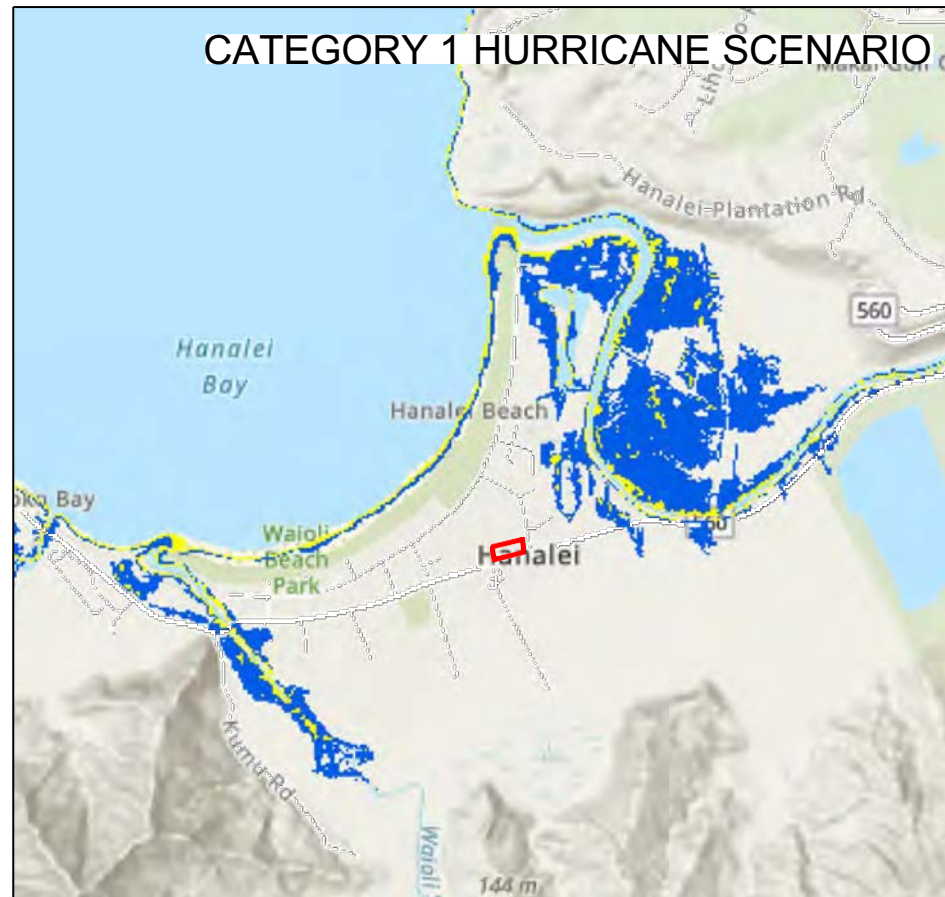 CATEGORY 1 HURRICANE SCENARIO
Hanalei-Plantation Rd
560
Hanalei
Bay
Hanalei Beach
Bay
Waioli
Beach
Park
Hanalei
Kumu Rd
Waioli
144 m